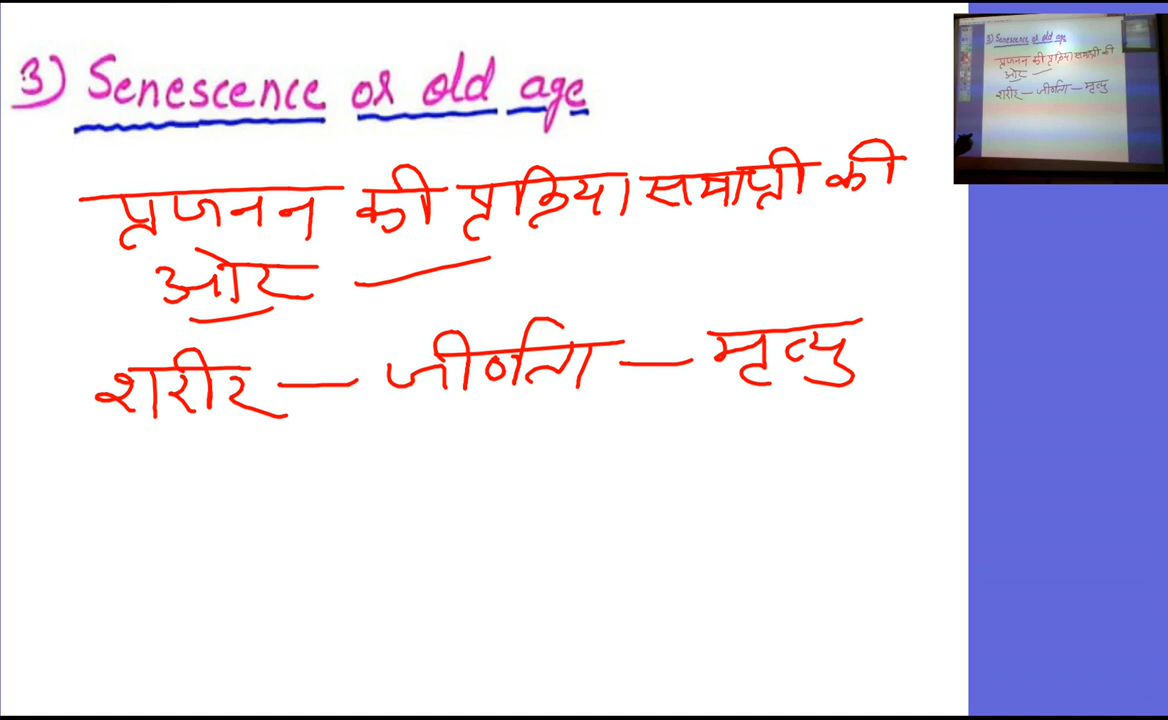 3) Senescence or old age
प्रजनन की प्रक्रिया समाप्ती की
ओर —
शरीर — जीर्णता — मृत्यु